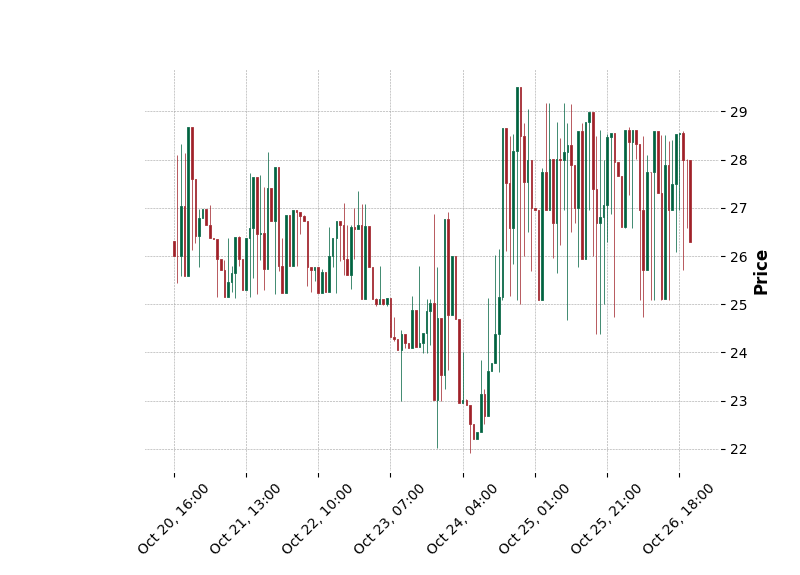 29
28
27
26
25
24
23
22
Price
Oct 20, 16:00
Oct 21, 13:00
Oct 22, 10:00
Oct 23, 07:00
Oct 24, 04:00
Oct 25, 01:00
Oct 25, 21:00
Oct 26, 18:00